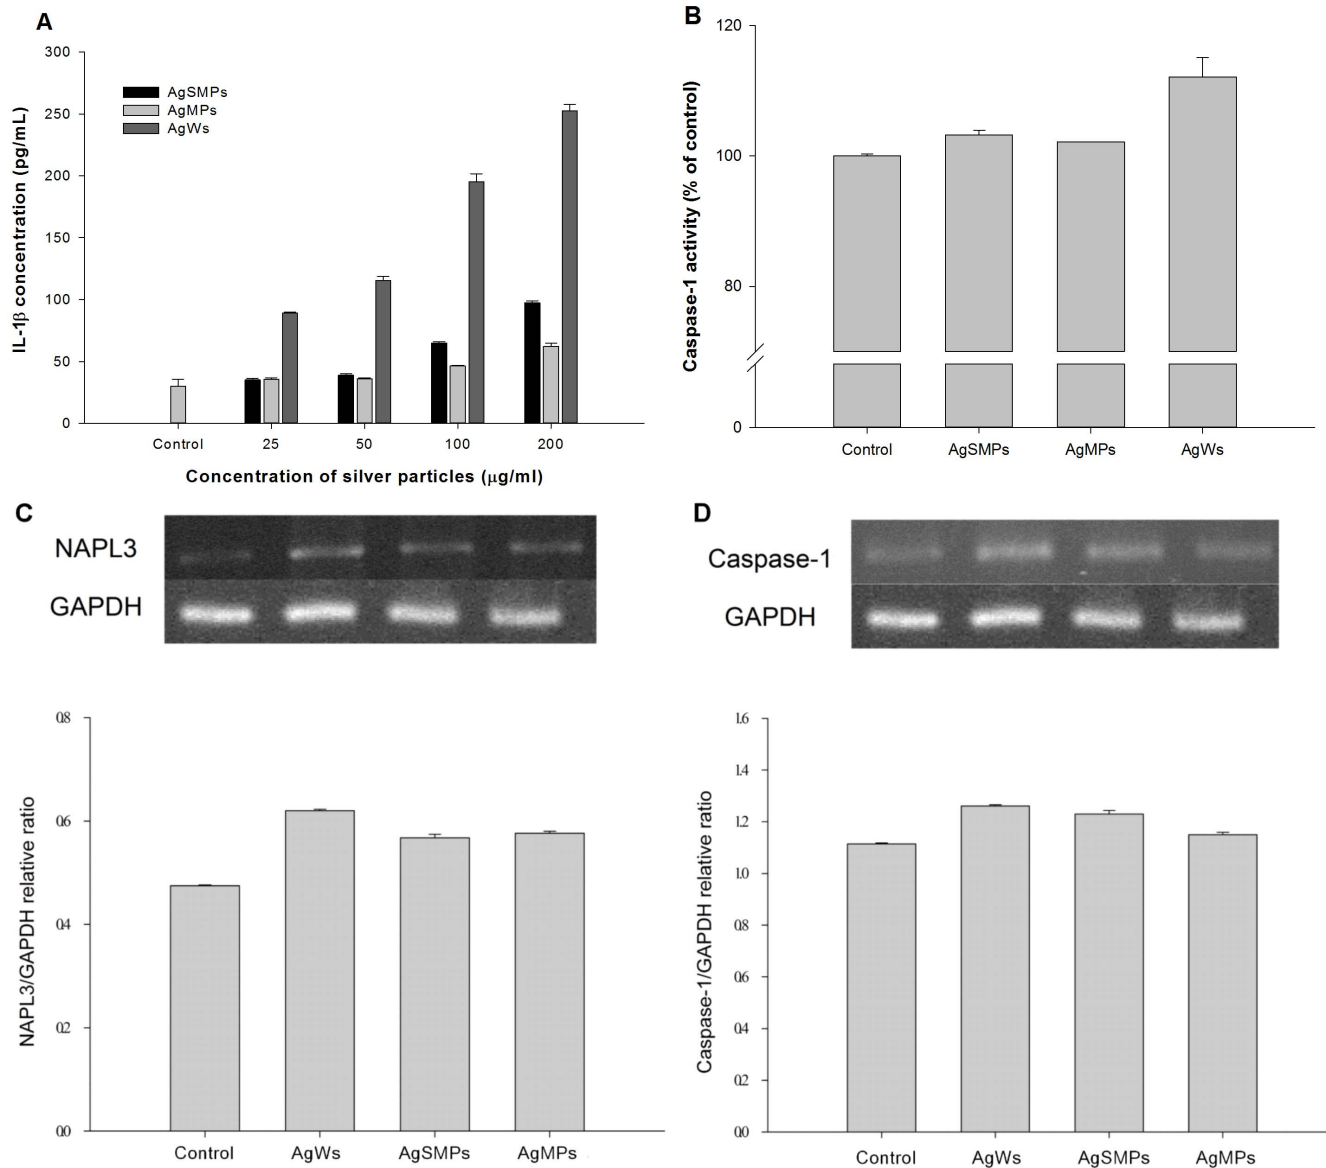 A
IL-1β concentration (pg/mL)
300
250
200
150
100
50
0
AgSMPs
AgMPs
AgWs
Control 25 50 100 200
Concentration of silver particles (μg/ml)
B
Caspase-1 activity (% of control)
120
100
80
0
Control AgSMPs AgMPs AgWs
C
NAPL3
GAPDH
NAPL3/GAPDH relative ratio
0.8
0.6
0.4
0.2
0.0
Control AgWs AgSMPs AgMPs
D
Caspase-1
GAPDH
Caspase-1/GAPDH relative ratio
1.6
1.4
1.2
1.0
0.8
0.6
0.4
0.2
0.0
Control AgWs AgSMPs AgMPs